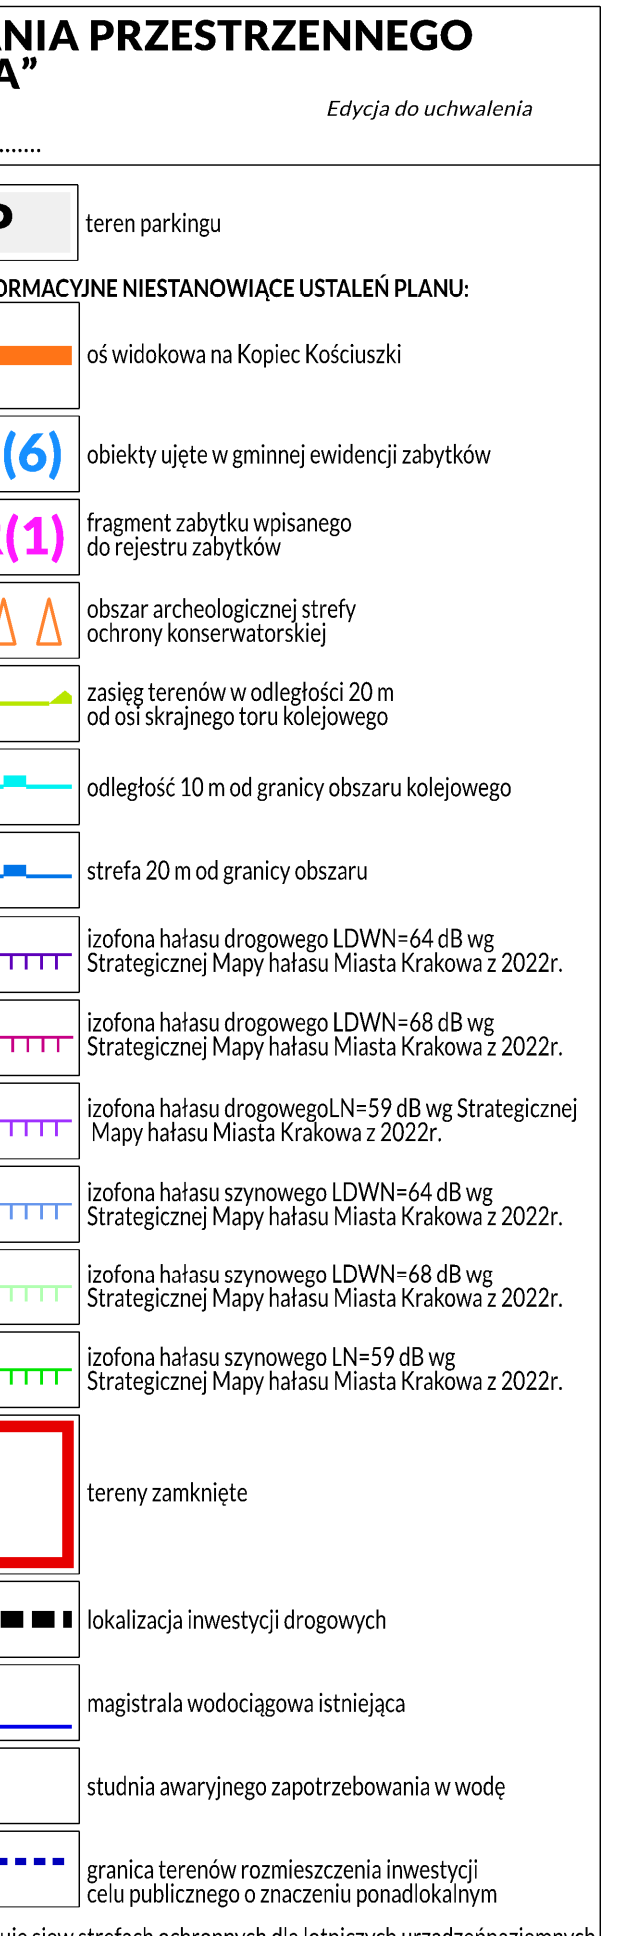 ANIA PRZESTRZENNEGO
A”
Edycja do uchwalenia
.......
P
teren parkingu
ORMACYJNE NIESTANOWIĄCE USTALEŃ PLANU:
oś widokowa na Kopiec Kościuszki
(6)
obiekty ujęte w gminnej ewidencji zabytków
(1)
fragment zabytku wpisanego
do rejestru zabytków
obszar archeologicznej strefy
ochrony konserwatorskiej
zasięg terenów w odległości 20 m
od osi skrajnego toru kolejowego
odległość 10 m od granicy obszaru kolejowego
strefa 20 m od granicy obszaru
izofona hałasu drogowego LDWN=64 dB wg
Strategicznej Mapy hałasu Miasta Krakowa z 2022r.
izofona hałasu drogowego LDWN=68 dB wg
Strategicznej Mapy hałasu Miasta Krakowa z 2022r.
izofona hałasu drogowegoLN=59 dB wg Strategicznej
Mapy hałasu Miasta Krakowa z 2022r.
izofona hałasu szynowego LDWN=64 dB wg
Strategicznej Mapy hałasu Miasta Krakowa z 2022r.
izofona hałasu szynowego LDWN=68 dB wg
Strategicznej Mapy hałasu Miasta Krakowa z 2022r.
izofona hałasu szynowego LN=59 dB wg
Strategicznej Mapy hałasu Miasta Krakowa z 2022r.
tereny zamknięte
lokalizacja inwestycji drogowych
magistrala wodociągowa istniejąca
studnia awaryjnego zapotrzebowania w wodę
granica terenów rozmieszczenia inwestycji
celu publicznego o znaczeniu ponadlokalnym